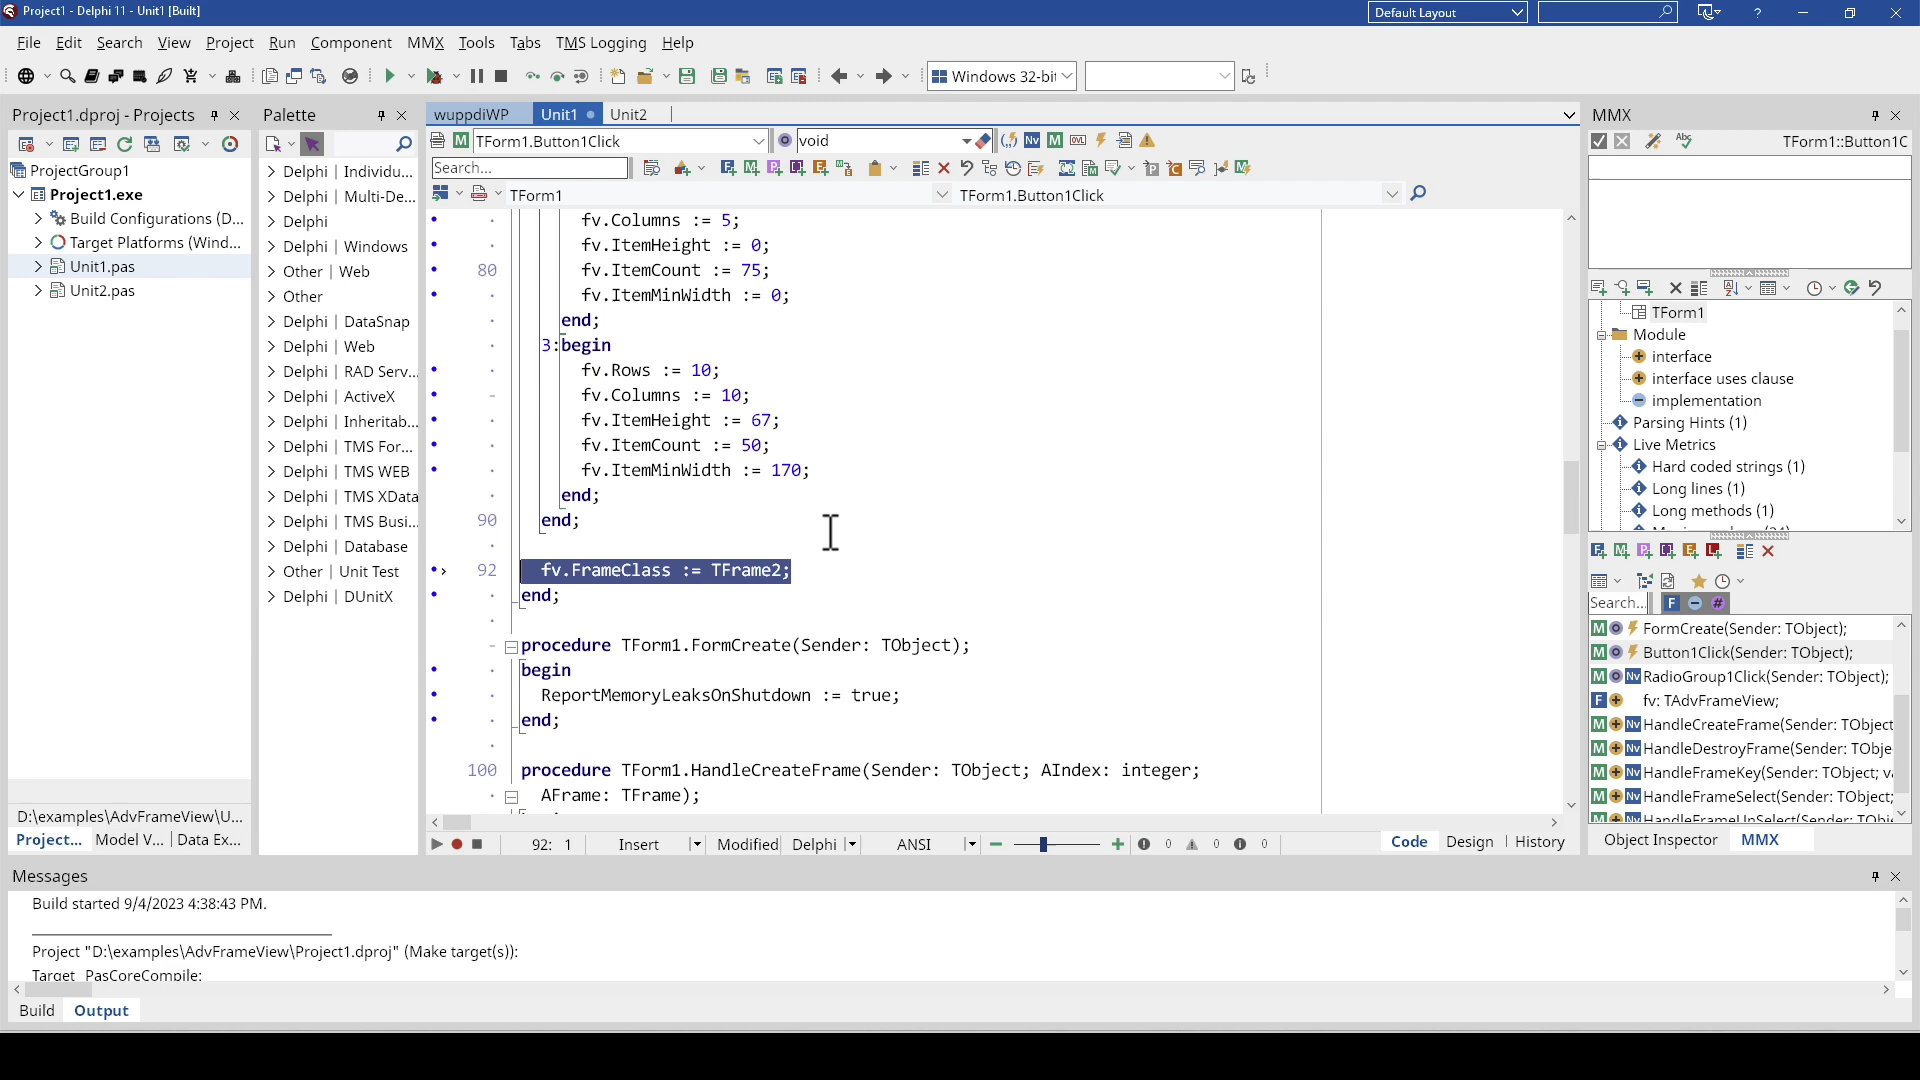 Project1 - Delphi 11 - Unit1 [Built]
Default Layout
File Edit Search View Project Run Component MMX Tools Tabs TMS Logging Help
Windows 32-bit
Project1.dproj - Projects
ProjectGroup1
Project1.exe
Build Configurations (D...
Target Platforms (Wind...
Unit1.pas
Unit2.pas
D:\examples\AdvFrameView\U...
Project... Model V... Data Ex...
Palette
Delphi | Individu...
Delphi | Multi-De...
Delphi
Delphi | Windows
Other | Web
Other
Delphi | DataSnap
Delphi | Web
Delphi | RAD Serv...
Delphi | ActiveX
Delphi | Inheritab...
Delphi | TMS For...
Delphi | TMS WEB
Delphi | TMS XData
Delphi | TMS Busi...
Delphi | Database
Other | Unit Test
Delphi | DUnitX
wuppdiWP Unit1 Unit2
TForm1.Button1Click void
Search...
TForm1 TForm1.Button1Click
fv.Columns := 5;
fv.ItemHeight := 0;
80 fv.ItemCount := 75;
fv.ItemMinWidth := 0;
end;
3:begin
fv.Rows := 10;
fv.Columns := 10;
fv.ItemHeight := 67;
fv.ItemCount := 50;
fv.ItemMinWidth := 170;
end;
90 end;
92 fv.FrameClass := TFrame2;
end;
procedure TForm1.FormCreate(Sender: TObject);
begin
ReportMemoryLeaksOnShutdown := true;
end;
100 procedure TForm1.HandleCreateFrame(Sender: TObject; AIndex: integer;
AFrame: TFrame);
92: 1 Insert Modified Delphi ANSI 0 0 0 Code Design History
MMX
TForm1::Button1C
TForm1
Module
interface
interface uses clause
implementation
Parsing Hints (1)
Live Metrics
Hard coded strings (1)
Long lines (1)
Long methods (1)
Search...
FormCreate(Sender: TObject);
Button1Click(Sender: TObject);
RadioGroup1Click(Sender: TObject);
fv: TAdvFrameView;
HandleCreateFrame(Sender: TObject
HandleDestroyFrame(Sender: TObje
HandleFrameKey(Sender: TObject; va
HandleFrameSelect(Sender: TObject;
HandleFrameUnSelect(Sender: TObje
Object Inspector MMX
Messages
Build started 9/4/2023 4:38:43 PM.
Project "D:\examples\AdvFrameView\Project1.dproj" (Make target(s)):
Target PasCoreCompile:
Build Output